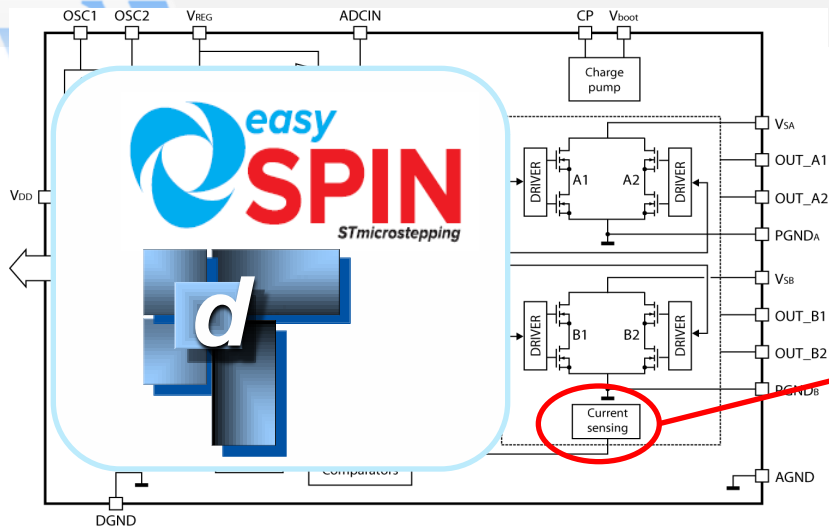 OSC1 OSC2 VREG ADCIN CP Vboot
Charge
pump
easy
SPIN
STmicrostepping
d
VDD
DRIVER A1 A2 DRIVER
VSA
OUT_A1
OUT_A2
PGNDA
VSB
DRIVER B1 B2 DRIVER
OUT_B1
OUT_B2
PGNDB
Current
sensing
Comparators
AGND
DGND